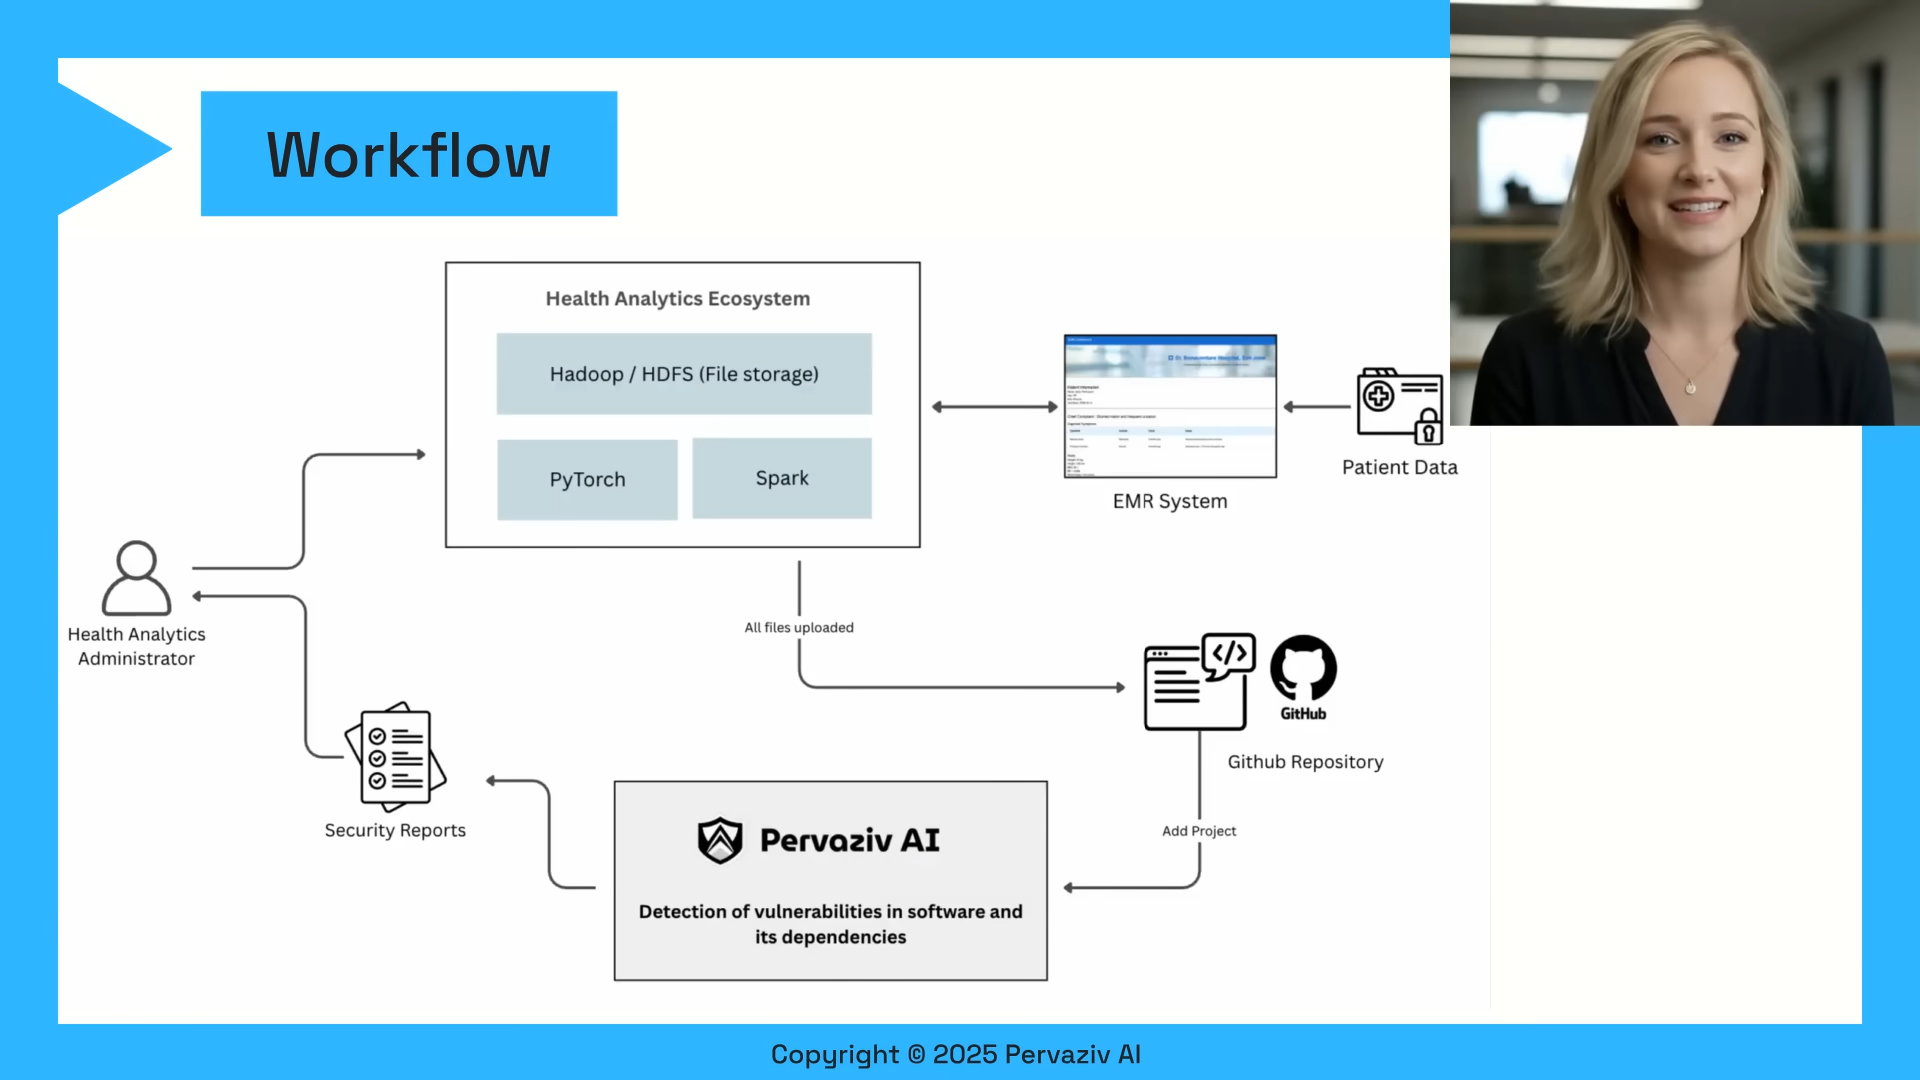 Workflow
Health Analytics Ecosystem
Hadoop / HDFS (File storage)
PyTorch
Spark
EMR System
Patient Data
Health Analytics
Administrator
All files uploaded
</>
GitHub
Github Repository
Add Project
Security Reports
Pervaziv AI
Detection of vulnerabilities in software and
its dependencies
Copyright © 2025 Pervaziv AI